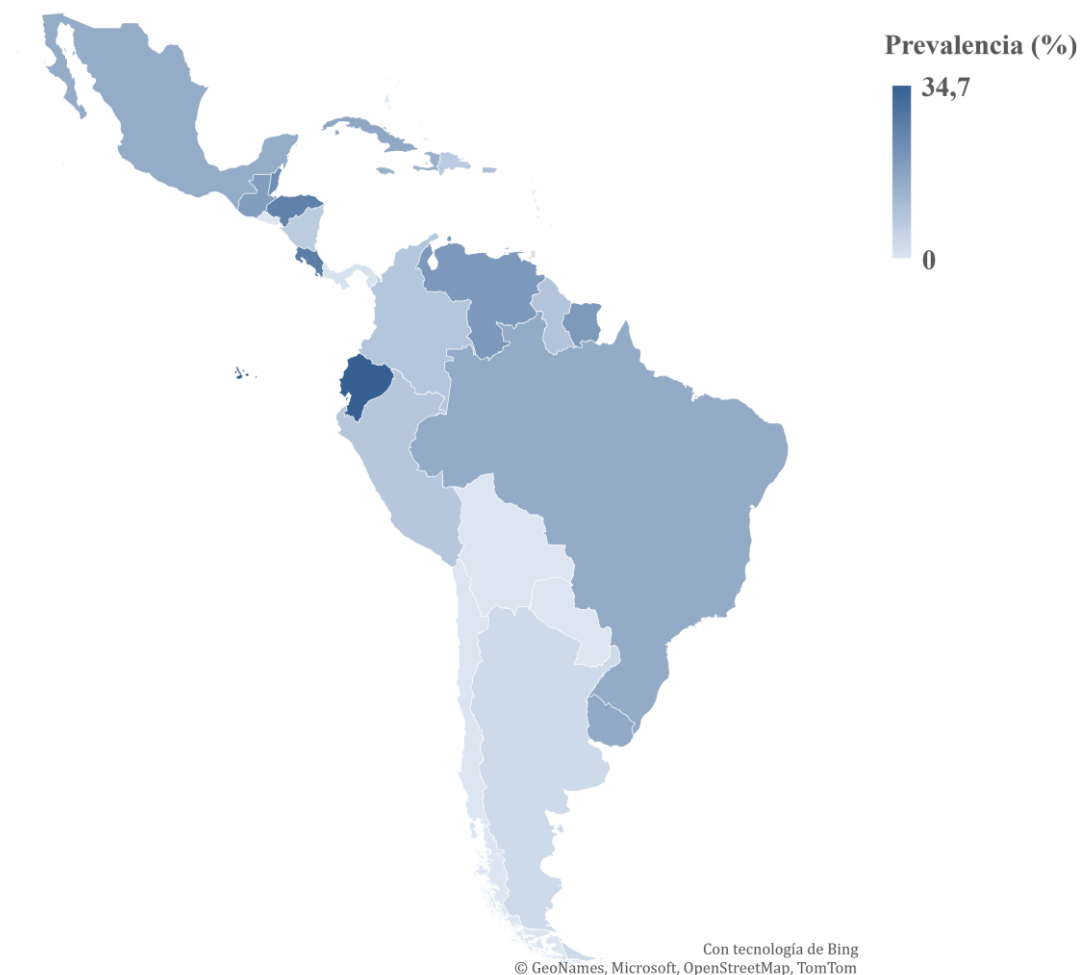 Prevalencia (%)
34,7
0
Con tecnología de Bing
© GeoNames, Microsoft, OpenStreetMap, TomTom